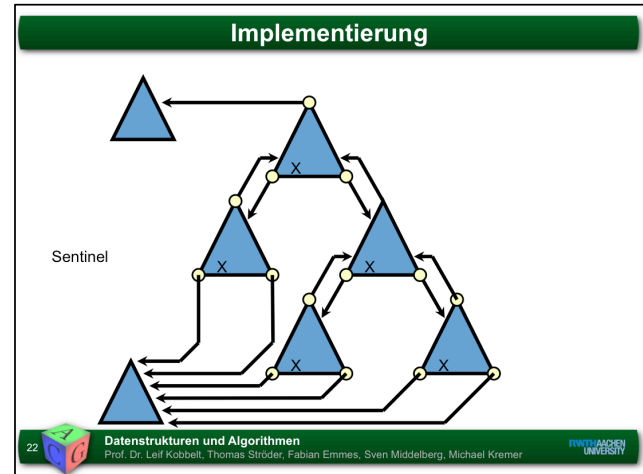 Implementierung
X
X
X
Sentinel
X
X
22
A
C
G
Datenstrukturen und Algorithmen
Prof. Dr. Leif Kobbelt, Thomas Ströder, Fabian Emmes, Sven Middelberg, Michael Kremer
RWTHAACHEN
UNIVERSITY